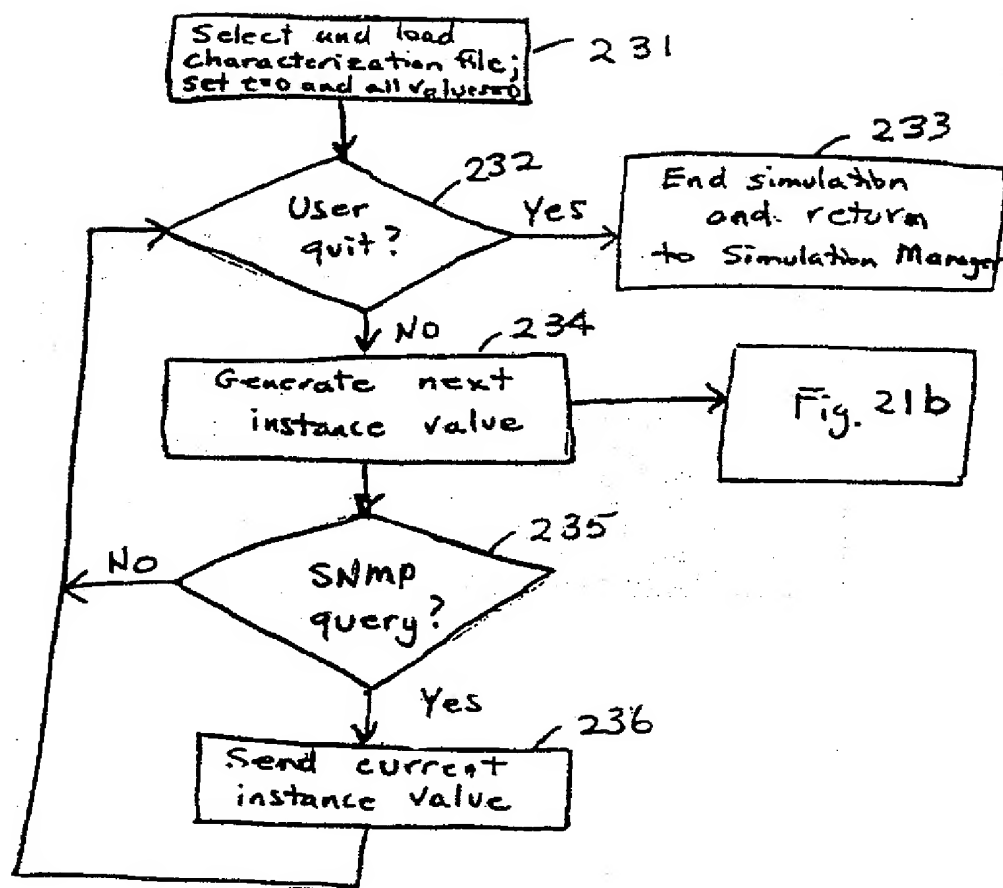 Select and load
characterization file;
set t=0 and all values=0
231
User
quit?
232
Yes
End simulation
and return
to Simulation Manager
233
No
Generate next
instance value
234
Fig. 21b
SNMP
query?
235
No
Yes
Send current
instance value
236